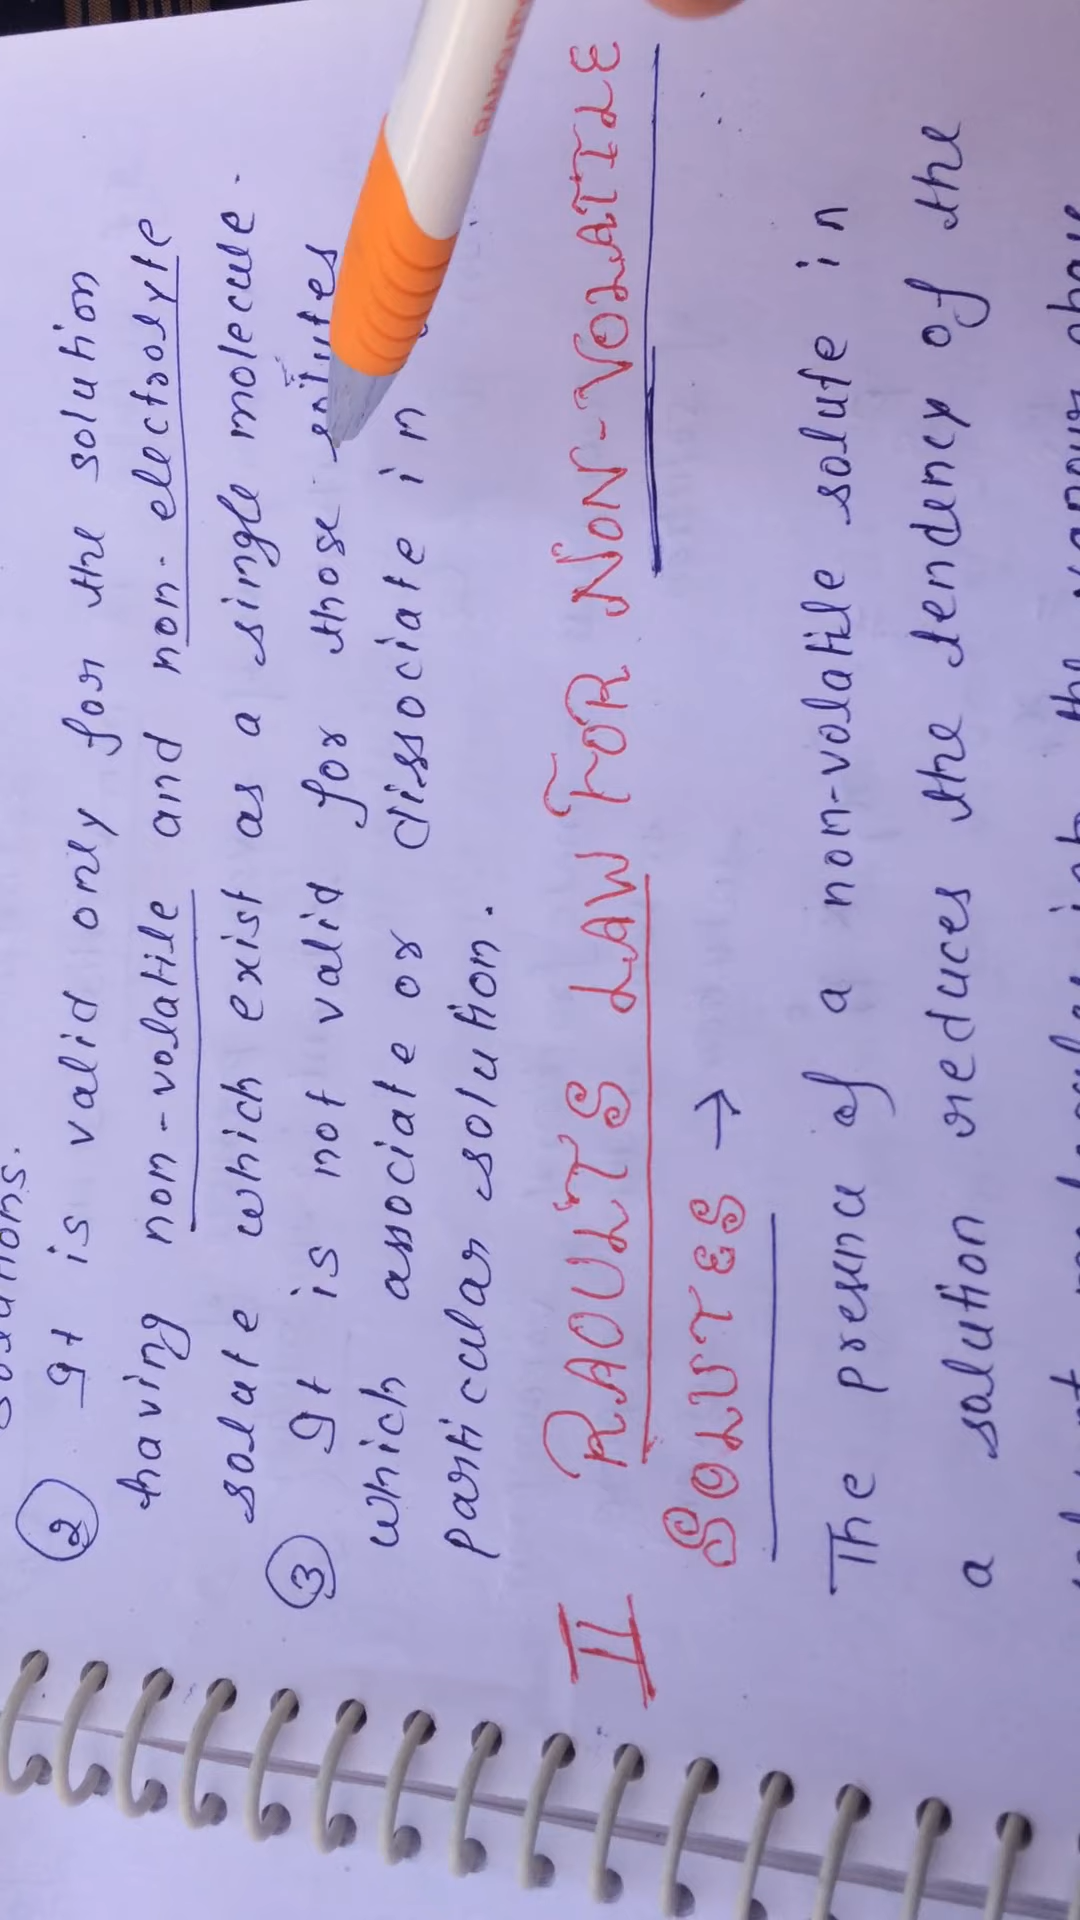 ② It is valid only for the solution
having non-volatile and non-electrolyte
solute which exist as a single molecule.
③ It is not valid for those solutes
which associate or dissociate in
particular solution.
II RAOULTS LAW FOR NON-VOLATILE
SOLUTES →
The presence of a non-volatile solute in
a solution reduces the tendency of the